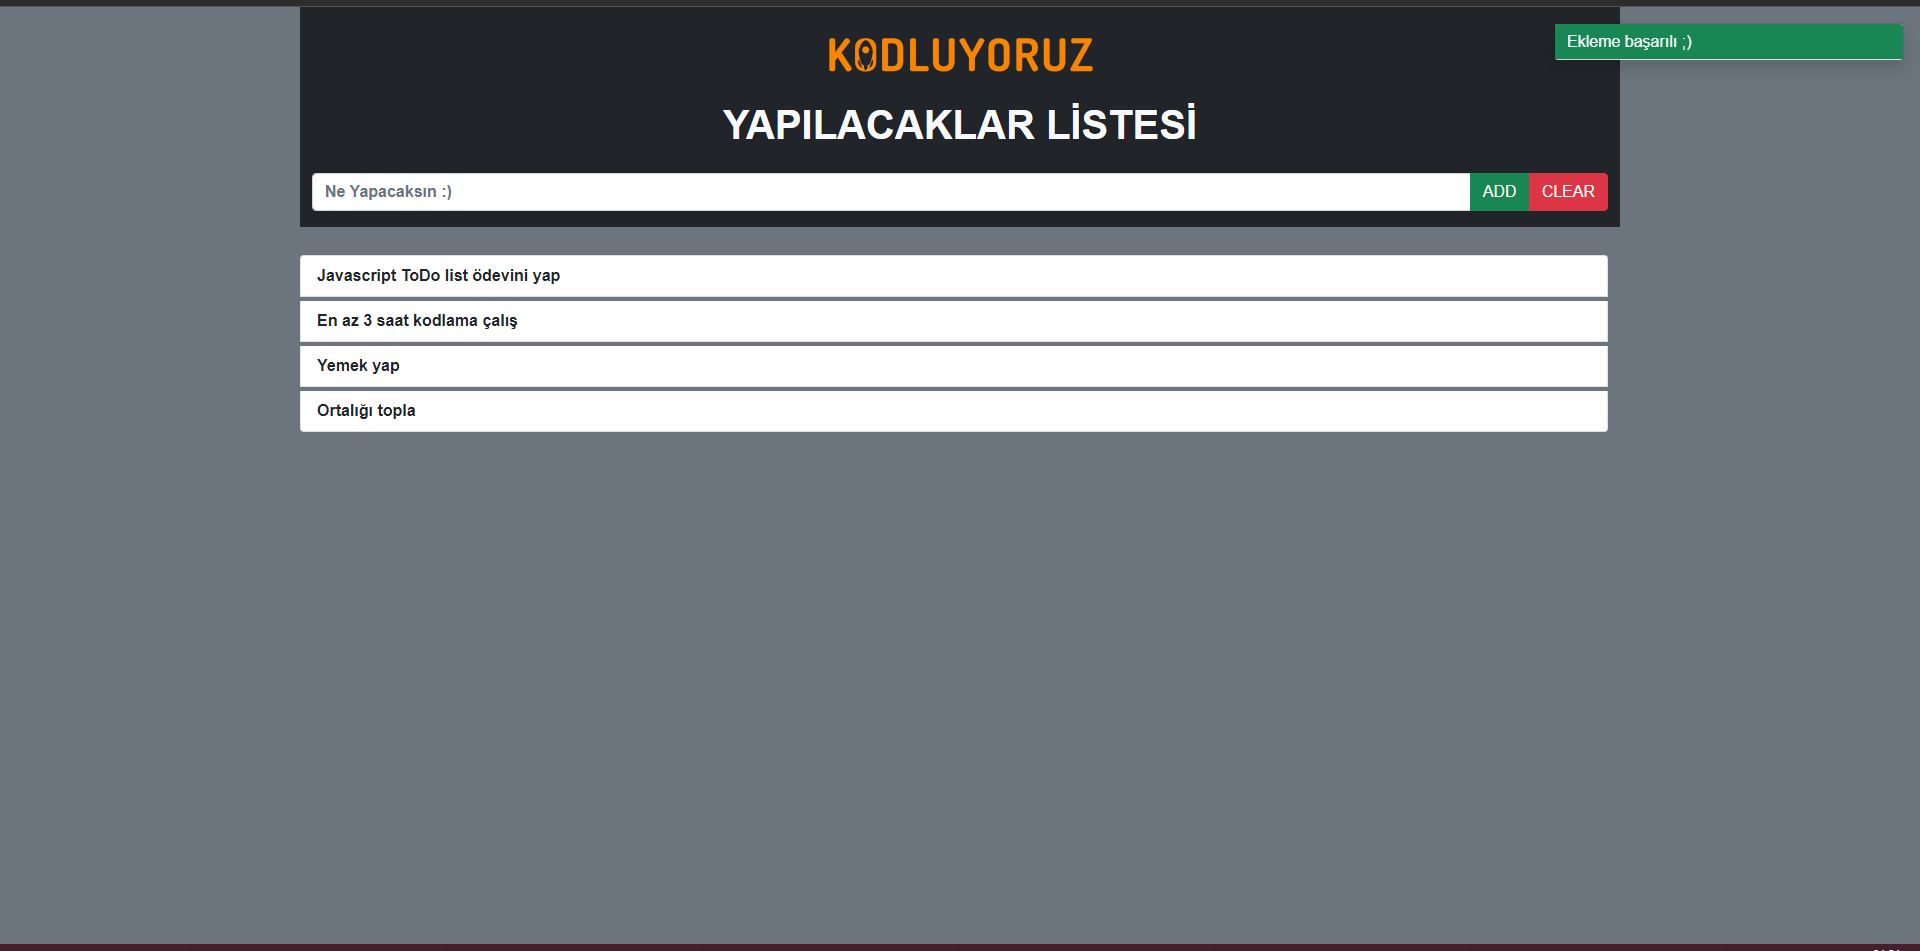 KODLUYORUZ
Ekleme başarılı ;)
YAPILACAKLAR LİSTESİ
Ne Yapacaksın :)
ADD
CLEAR
Javascript ToDo list ödevini yap
En az 3 saat kodlama çalış
Yemek yap
Ortalığı topla